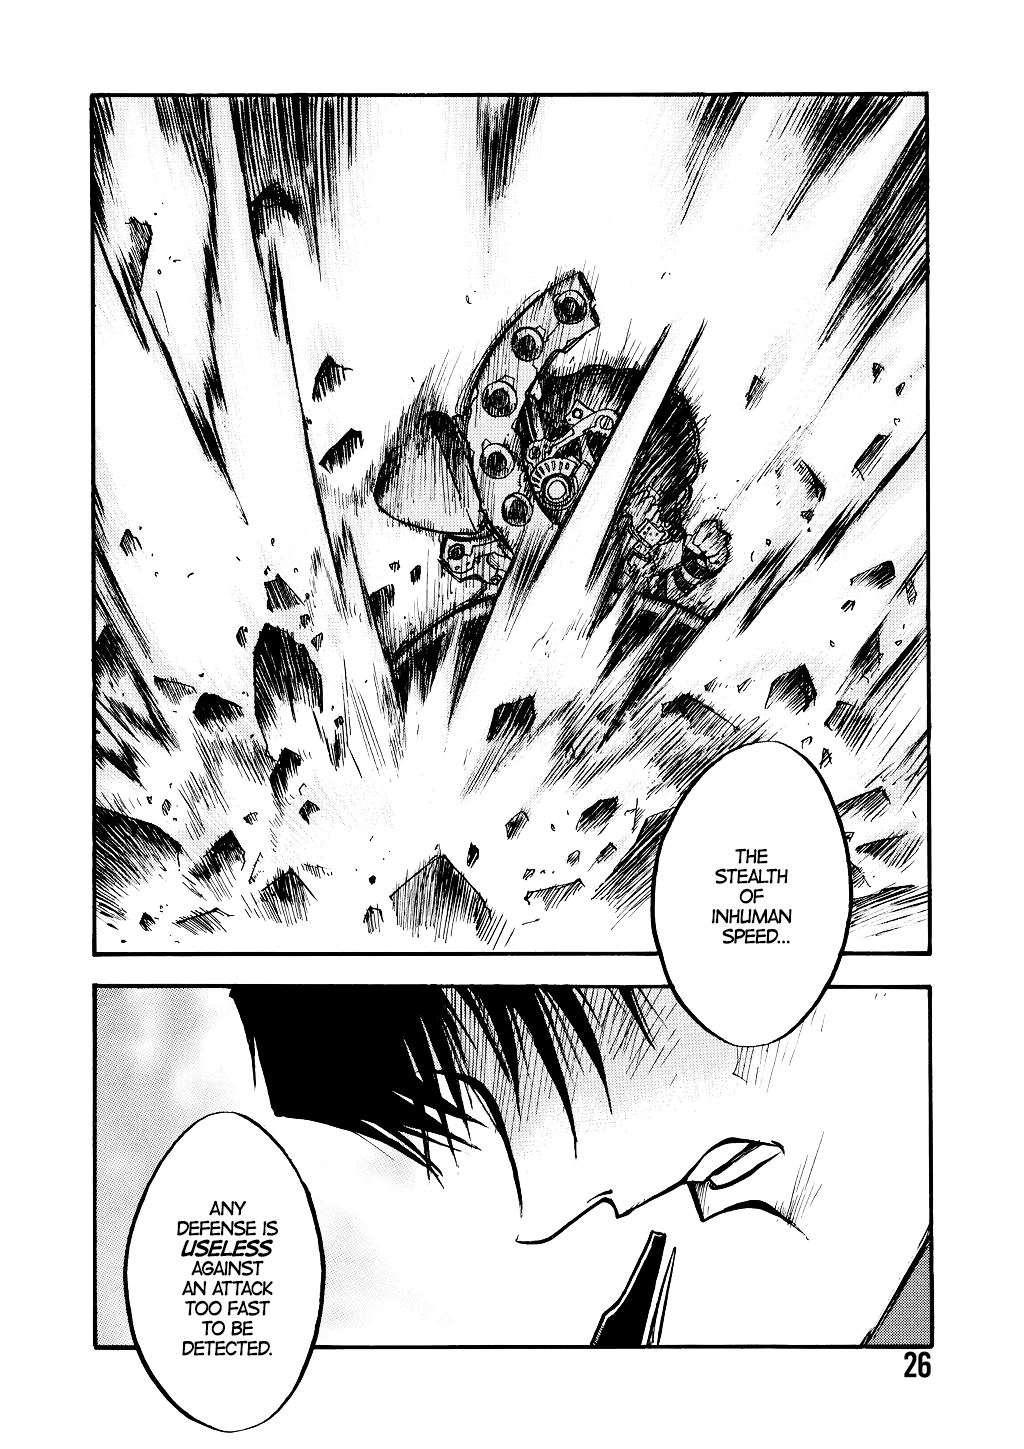 THE
STEALTH
OF
INHUMAN
SPEED...
ANY
DEFENSE IS
USELESS
AGAINST
AN ATTACK
TOO FAST
TO BE
DETECTED.
26